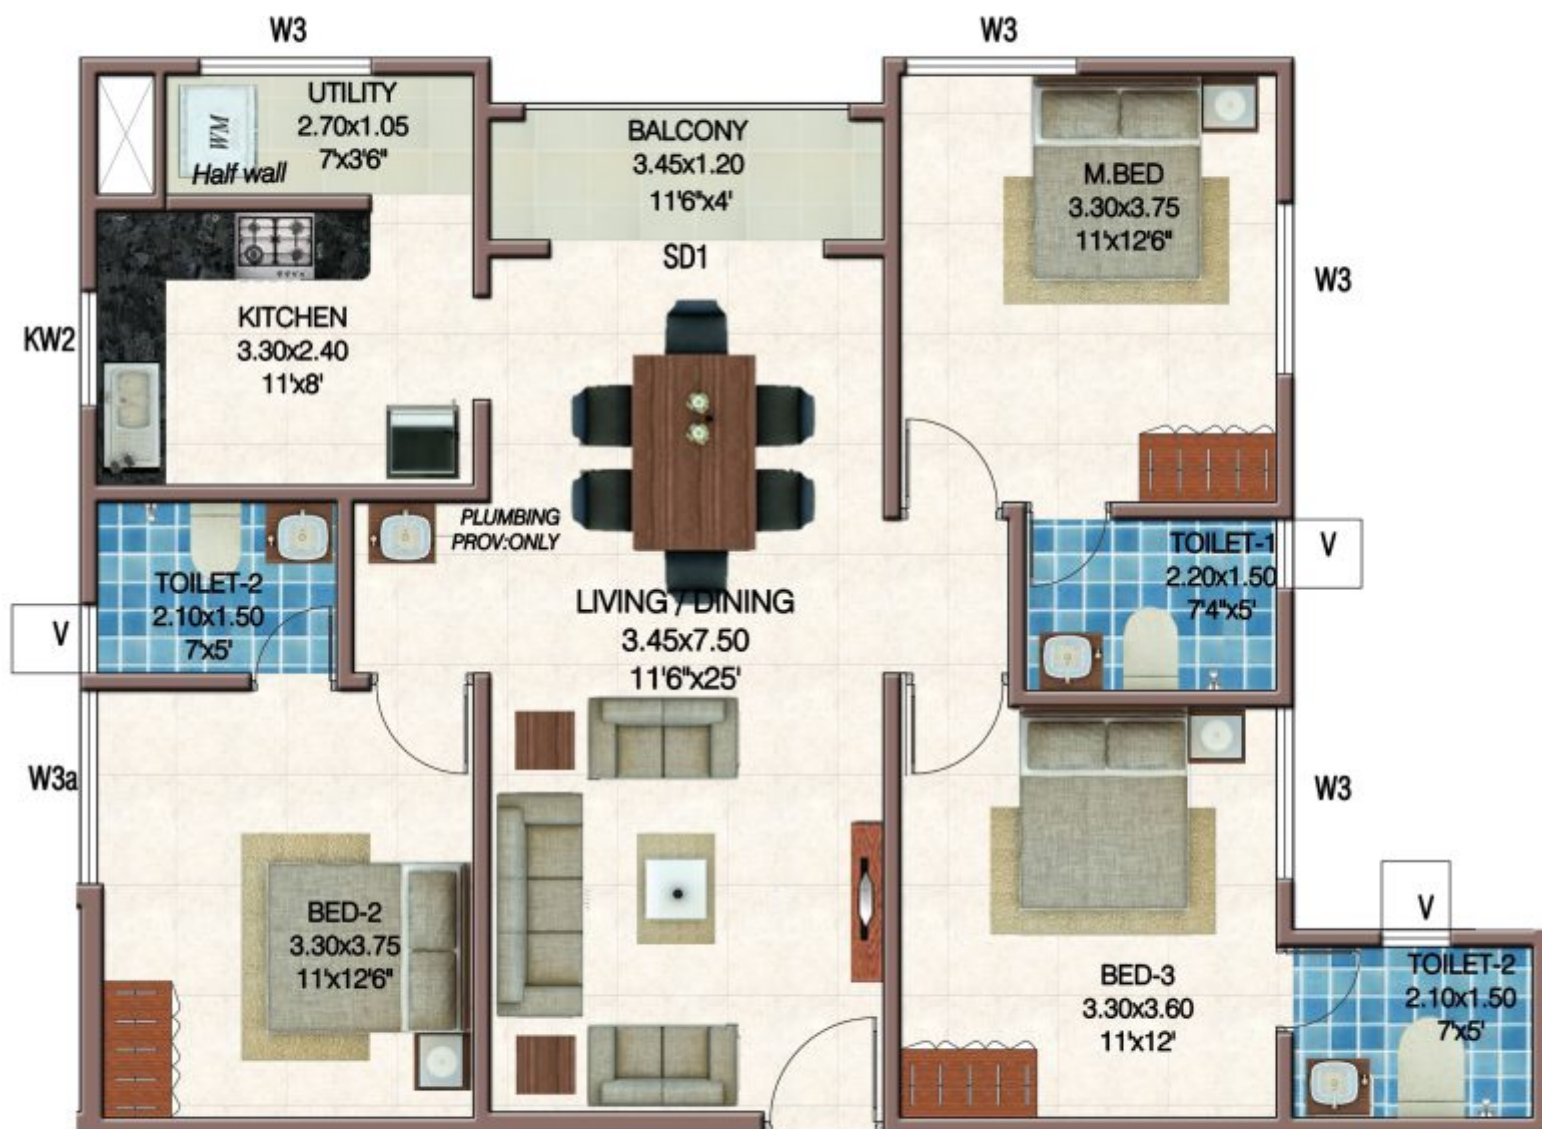 W3
W3
UTILITY
2.70x1.05
7'x3'6"
WM
Half wall
BALCONY
3.45x1.20
11'6"x4'
SD1
M.BED
3.30x3.75
11'x12'6"
W3
KW2
KITCHEN
3.30x2.40
11'x8'
PLUMBING
PROV:ONLY
TOILET-2
2.10x1.50
7'x5'
V
LIVING / DINING
3.45x7.50
11'6"x25'
TOILET-1
2.20x1.50
7'4"x5'
V
W3a
W3
BED-2
3.30x3.75
11'x12'6"
BED-3
3.30x3.60
11'x12'
V
TOILET-2
2.10x1.50
7'x5'